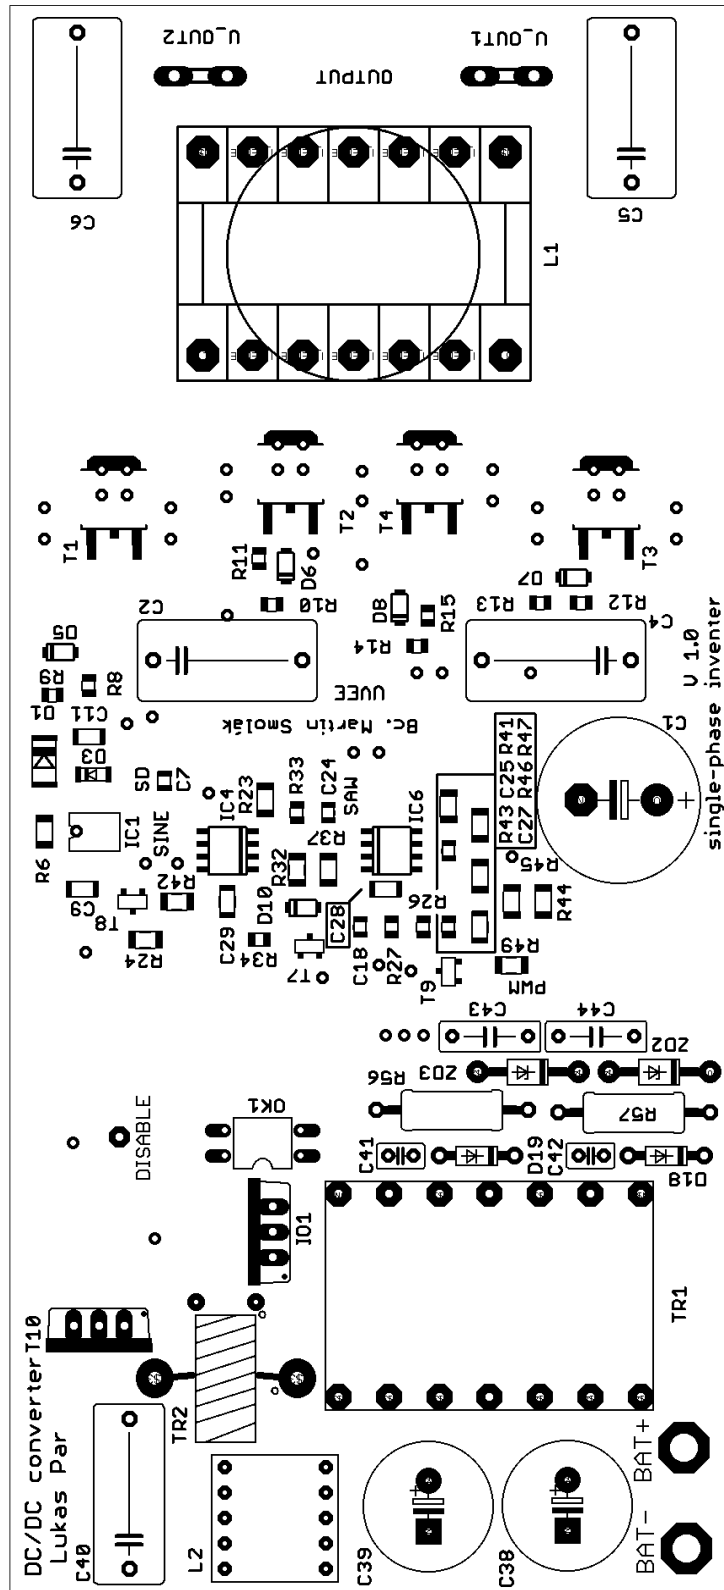 V_OUT2
OUTPUT
V_OUT1
C6
C5
L1
T1
T2
T4
T3
R11
D6
D7
C2
R10
D8
R15
R13
R12
C4
D5
R14
R9
R8
VVEE
V 1.0
D1
C11
Bc. Martin Smolák
C1
single-phase inventer
D3
SD
C7
R23
R33
C24
SAW
R41
R47
C25
R46
R43
C27
IC4
IC6
IC1
SINE
R37
R6
R32
R45
C9
T8
R42
D10
C28
R26
R44
R24
C29
R34
T7
C18
R27
T9
R49
PWM
C43
C44
R56
ZD3
ZD2
R57
DISABLE
OK1
C41
D19
C42
D18
IO1
TR1
T10
TR2
DC/DC converter
Lukas Par
C40
L2
C39
C38
BAT+
BAT-